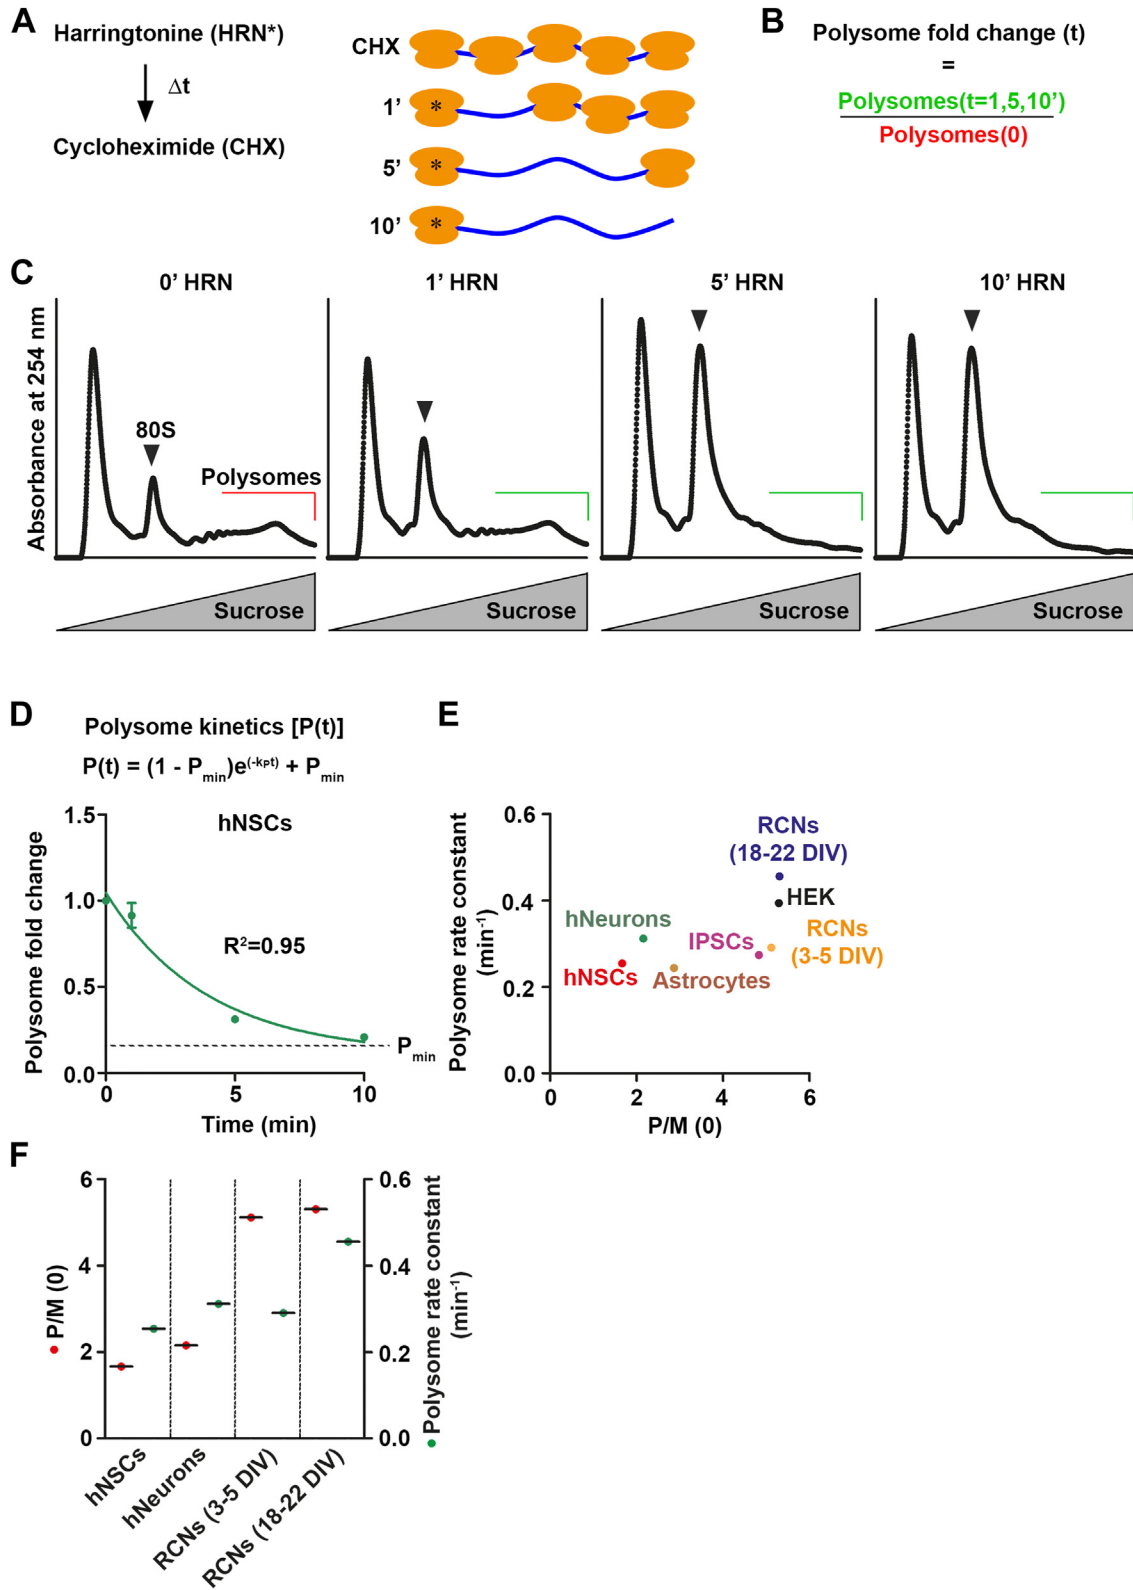 A
Harringtonine (HRN*)
Δt
Cycloheximide (CHX)
CHX
1’
*
5’
*
10’
*
B
Polysome fold change (t)
=
Polysomes(t=1,5,10’)
Polysomes(0)
C
0’ HRN
1’ HRN
5’ HRN
10’ HRN
Absorbance at 254 nm
80S
Polysomes
Sucrose
Sucrose
Sucrose
Sucrose
D
Polysome kinetics [P(t)]
P(t) = (1 - Pmin)e(-kPt) + Pmin
hNSCs
R2=0.95
Pmin
Polysome fold change
1.5
1.0
0.5
0.0
0
5
10
Time (min)
E
Polysome rate constant
(min-1)
0.6
0.4
0.2
0.0
RCNs
(18-22 DIV)
HEK
hNeurons
IPSCs
RCNs
(3-5 DIV)
hNSCs
Astrocytes
0
2
4
6
P/M (0)
F
P/M (0)
6
4
2
0
0.6
0.4
0.2
0.0
Polysome rate constant
(min-1)
hNSCs
hNeurons
RCNs (3-5 DIV)
RCNs (18-22 DIV)